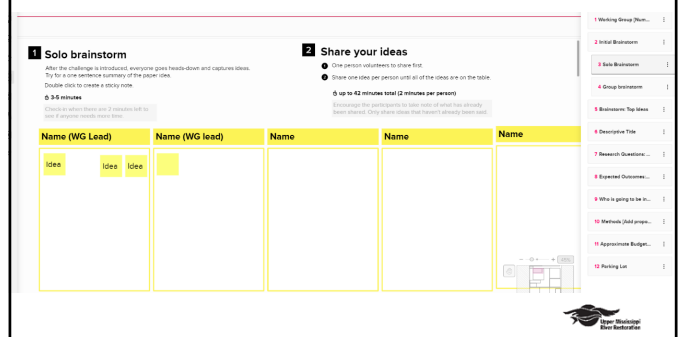 1 Solo brainstorm
After the challenge is introduced, everyone goes heads-down and captures ideas.
Try for a one sentence summary of the paper idea.
Double click to create a sticky note.
3-5 minutes
Check in when there are 2 minutes left to
see if anyone needs more time.
2 Share your ideas
1 One person volunteers to share first.
2 Share one idea per person until all of the ideas are on the table.
up to 42 minutes total (2 minutes per person)
Encourage the participants to take note of what has already
been shared. Only share ideas that hasn't already been said.
Name (WG Lead)
Name (WG lead)
Name
Name
Name
Idea
Idea
Idea
1 Working Group [Num...
2 Initial Brainstorm
3 Solo Brainstorm
4 Group brainstorm
5 Brainstorm: Top Ideas
6 Descriptive Title
7 Research Questions: ...
8 Expected Outcomes:...
9 Who is going to be in...
10 Methods [Add propo...
11 Approximate Budget...
12 Parking Lot
Upper Mississippi
River Restoration